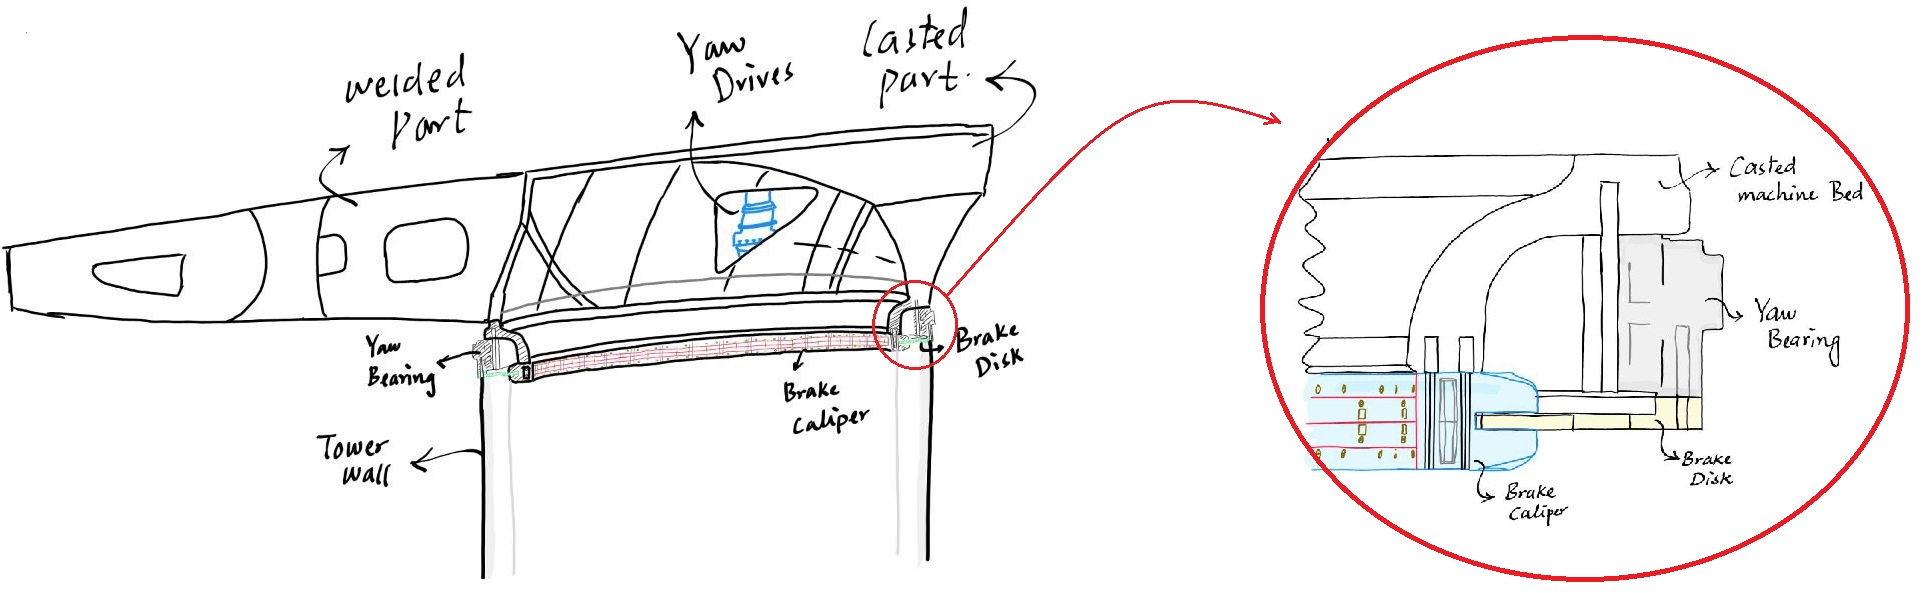 welded
Part
Yaw
Drives
Casted
part.
Yaw
Bearing
Brake
Disk
Brake
Caliper
Tower
Wall
Casted
machine Bed
Yaw
Bearing
Brake
Disk
Brake
Caliper